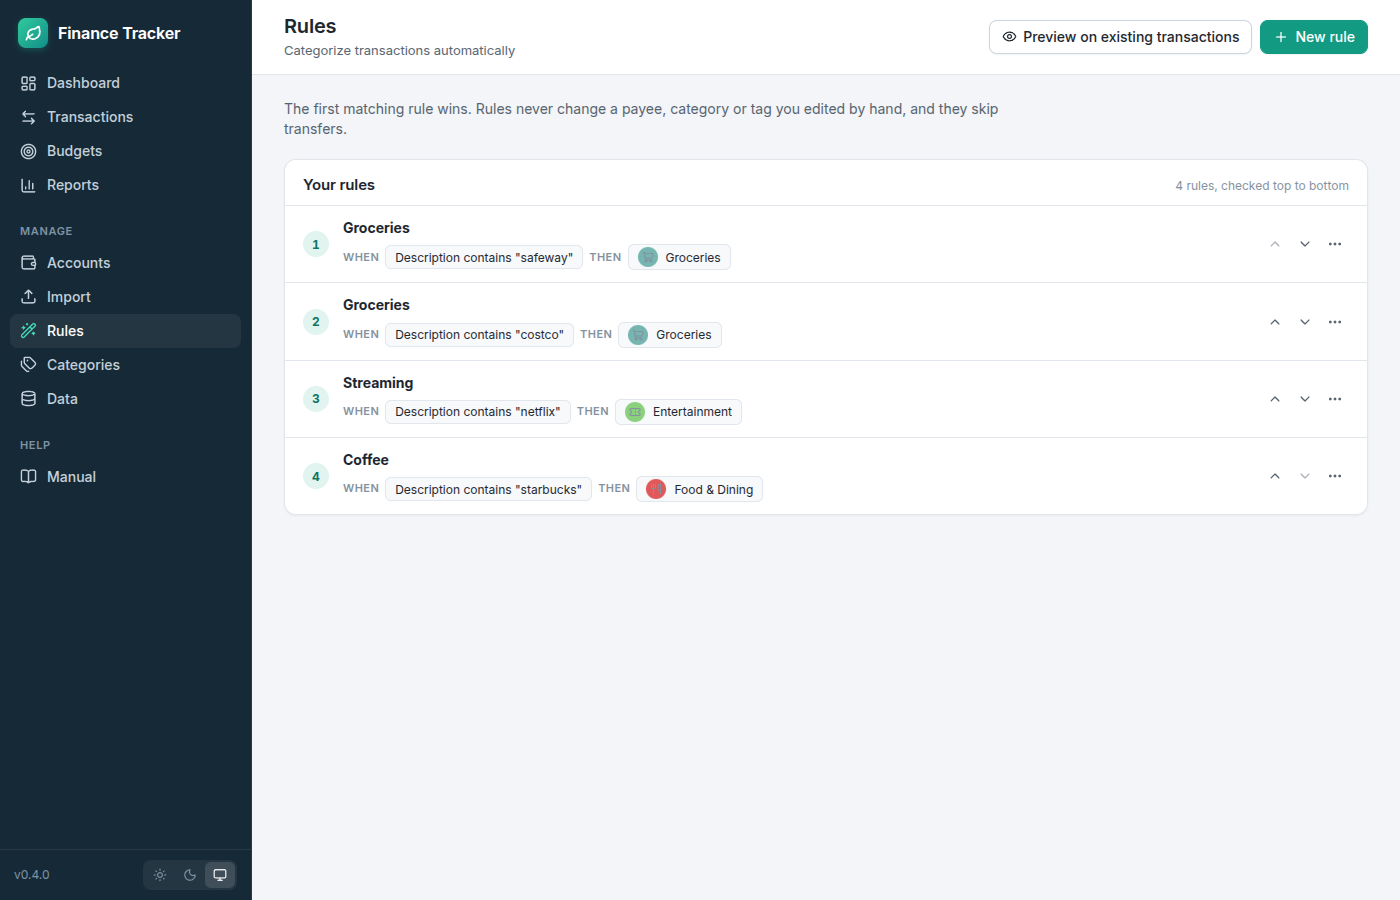 Finance Tracker
Dashboard
Transactions
Budgets
Reports
MANAGE
Accounts
Import
Rules
Categories
Data
HELP
Manual
v0.4.0
Rules
Categorize transactions automatically
Preview on existing transactions
New rule
The first matching rule wins. Rules never change a payee, category or tag you edited by hand, and they skip
transfers.
Your rules
4 rules, checked top to bottom
1
Groceries
WHEN Description contains "safeway" THEN Groceries
2
Groceries
WHEN Description contains "costco" THEN Groceries
3
Streaming
WHEN Description contains "netflix" THEN Entertainment
4
Coffee
WHEN Description contains "starbucks" THEN Food & Dining